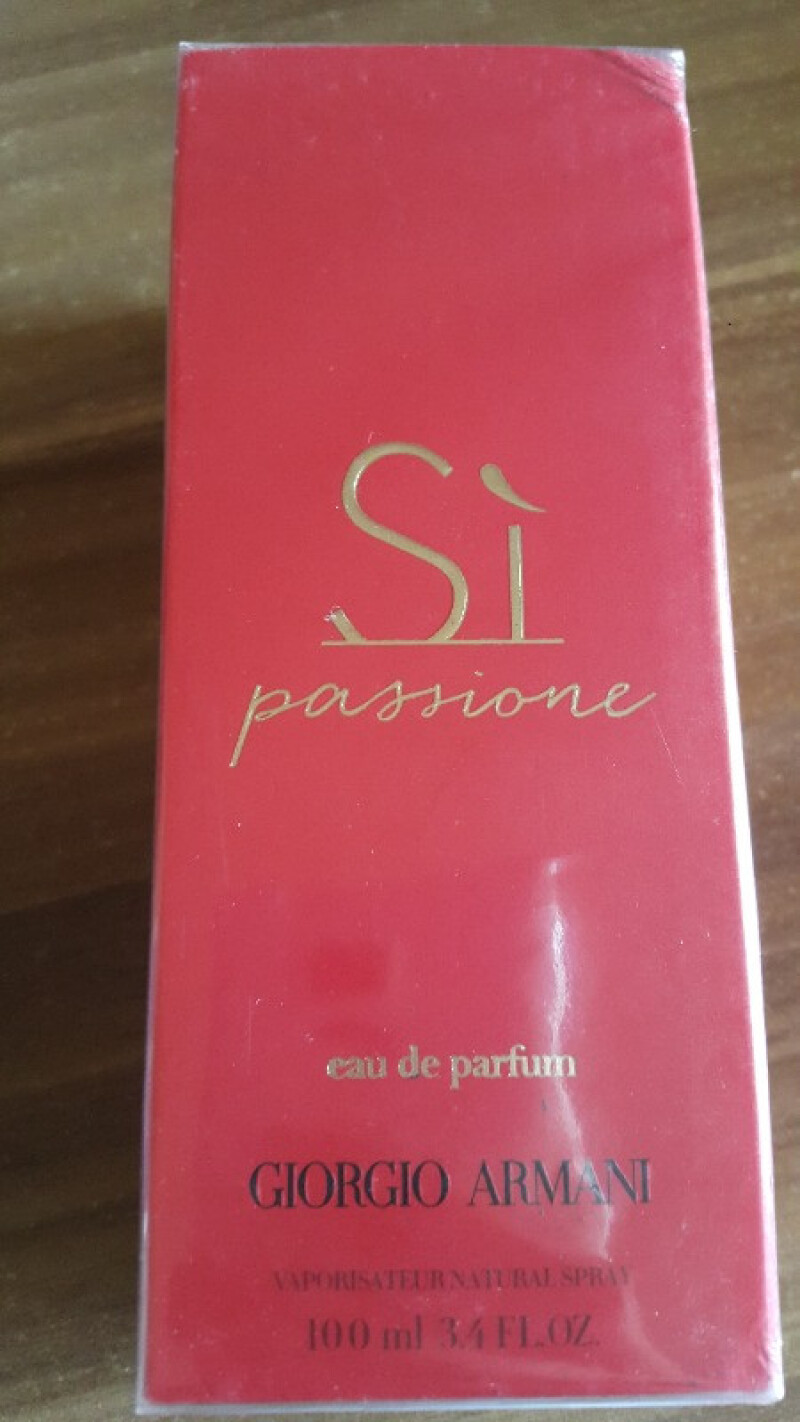 Sì
passione
eau de parfum
GIORGIO ARMANI
VAPORISATEUR NATURAL SPRAY
100 ml 3.4 FL.OZ.